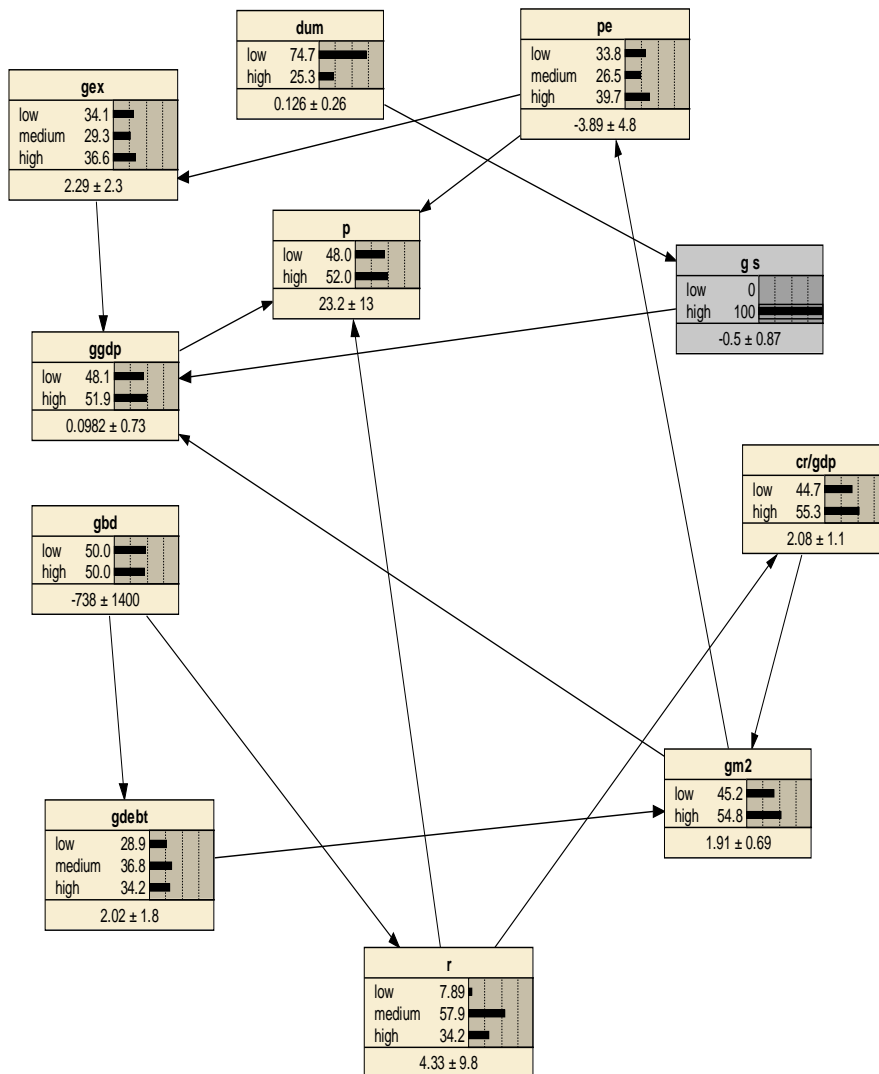 dum
low 74.7
high 25.3
0.126 ± 0.26
pe
low 33.8
medium 26.5
high 39.7
-3.89 ± 4.8
gex
low 34.1
medium 29.3
high 36.6
2.29 ± 2.3
p
low 48.0
high 52.0
23.2 ± 13
g s
low 0
high 100
-0.5 ± 0.87
ggdp
low 48.1
high 51.9
0.0982 ± 0.73
cr/gdp
low 44.7
high 55.3
2.08 ± 1.1
gbd
low 50.0
high 50.0
-738 ± 1400
gm2
low 45.2
high 54.8
1.91 ± 0.69
gdebt
low 28.9
medium 36.8
high 34.2
2.02 ± 1.8
r
low 7.89
medium 57.9
high 34.2
4.33 ± 9.8